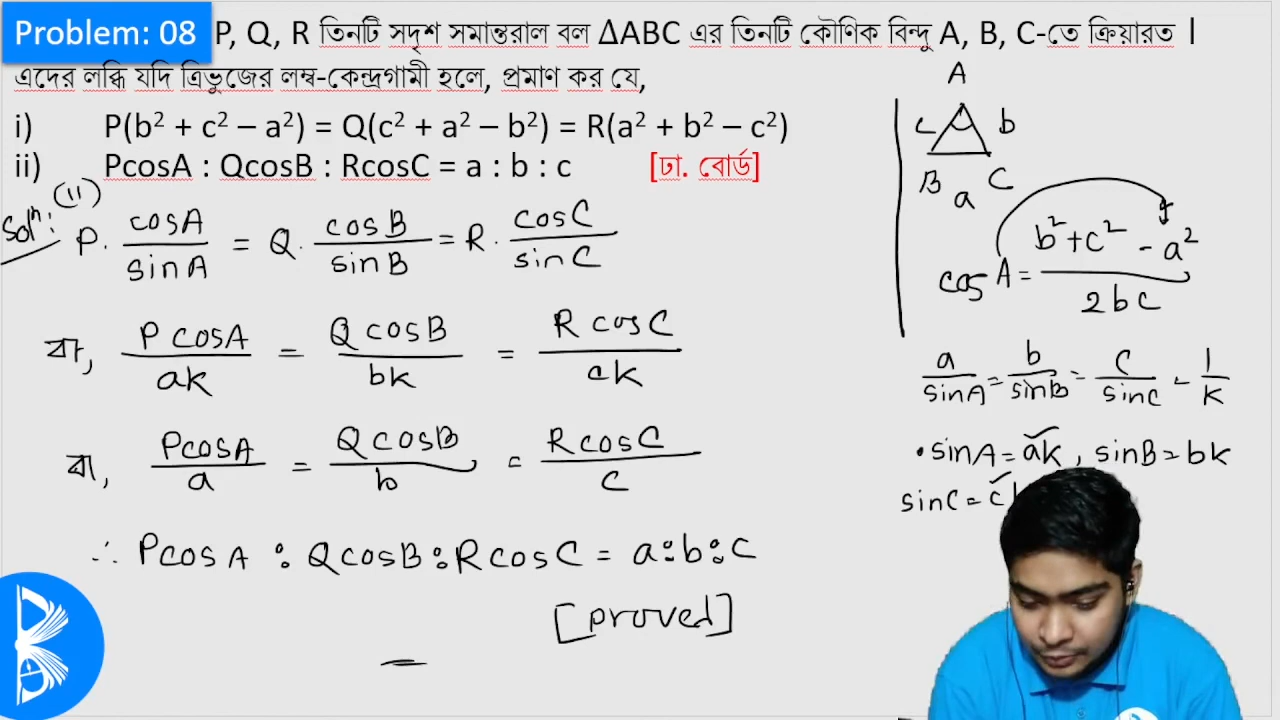 Problem: 08 P, Q, R তিনটি সদৃশ সমান্তরাল বল ΔABC এর তিনটি কৌণিক বিন্দু A, B, C-তে ক্রিয়ারত ।
এদের লব্ধি যদি ত্রিভুজের লম্ব-কেন্দ্রগামী হলে, প্রমাণ কর যে,
i) P(b² + c² – a²) = Q(c² + a² – b²) = R(a² + b² – c²)
ii) PcosA : QcosB : RcosC = a : b : c [ঢা. বোর্ড]
Solⁿ: (ii) P. cosA/sinA = Q. cosB/sinB = R. cosC/sinC
বা, PcosA/ak = QcosB/bk = RcosC/ck
বা, PcosA/a = QcosB/b = RcosC/c
∴ PcosA : QcosB : RcosC = a:b:c
[proved]
A
c b
B a C
cosA = b²+c²-a²/2bc
a/sinA = b/sinB = c/sinC = 1/k
• sinA = ak, sinB = bk
sinC =